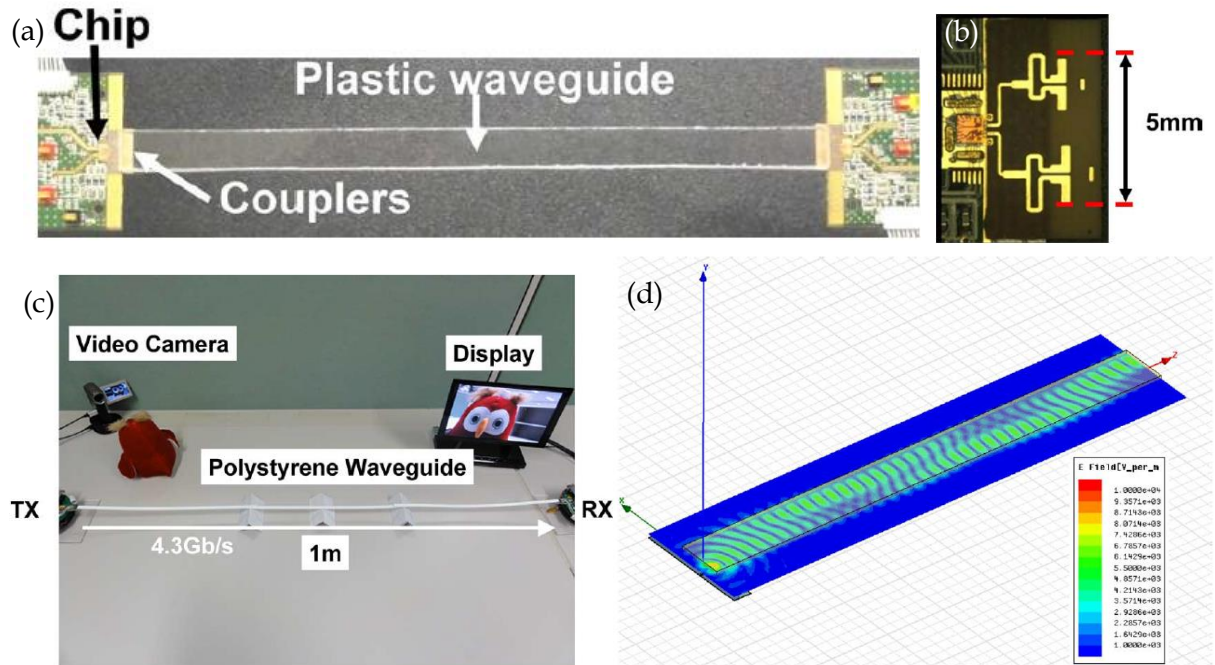 (a) Chip
Plastic waveguide
Couplers
(b)
5mm
(c)
Video Camera
Display
Polystyrene Waveguide
TX
RX
4.3Gb/s
1m
(d)
Y
Z
X
E Field[V_per_m
1.0000e+04
9.3571e+03
8.7143e+03
8.0714e+03
7.4286e+03
6.7857e+03
6.1429e+03
5.5000e+03
4.8571e+03
4.2143e+03
3.5714e+03
2.9286e+03
2.2857e+03
1.6429e+03
1.0000e+03